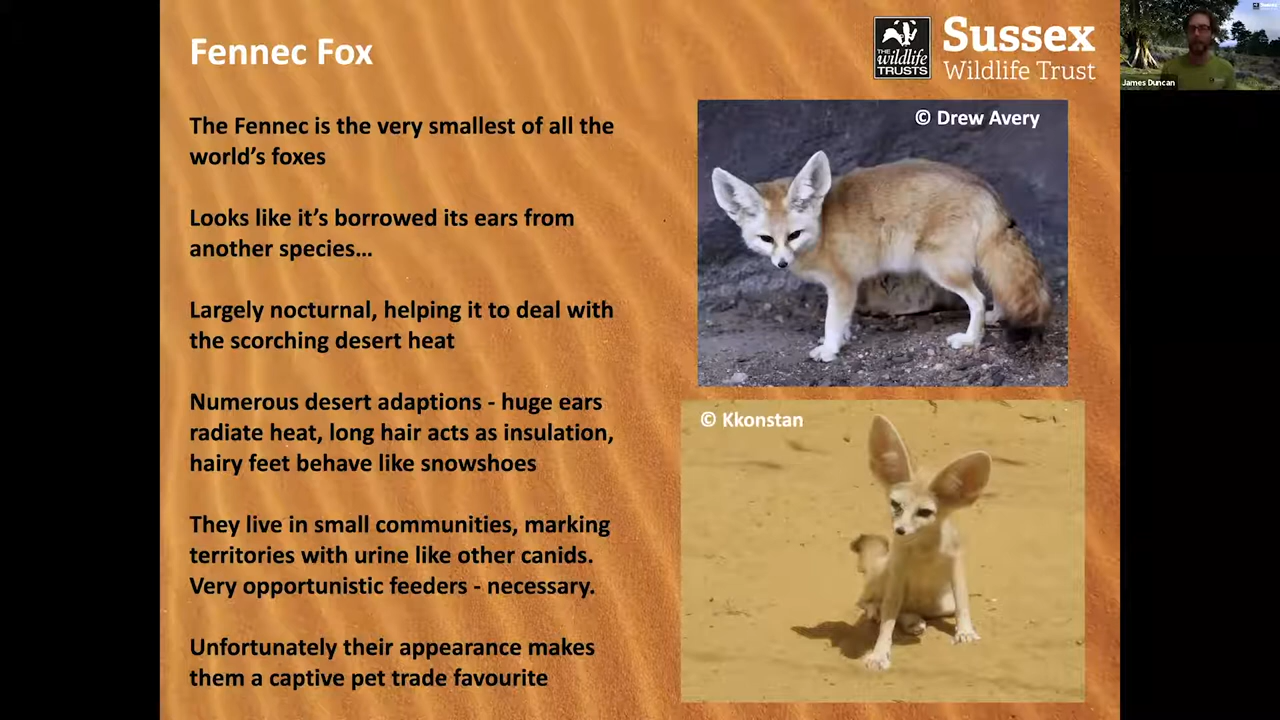 Fennec Fox
THE
wildlife
TRUSTS
Sussex
Wildlife Trust
James Duncan
The Fennec is the very smallest of all the
world's foxes
Looks like it's borrowed its ears from
another species...
Largely nocturnal, helping it to deal with
the scorching desert heat
Numerous desert adaptions - huge ears
radiate heat, long hair acts as insulation,
hairy feet behave like snowshoes
They live in small communities, marking
territories with urine like other canids.
Very opportunistic feeders - necessary.
Unfortunately their appearance makes
them a captive pet trade favourite
© Drew Avery
© Kkonstan